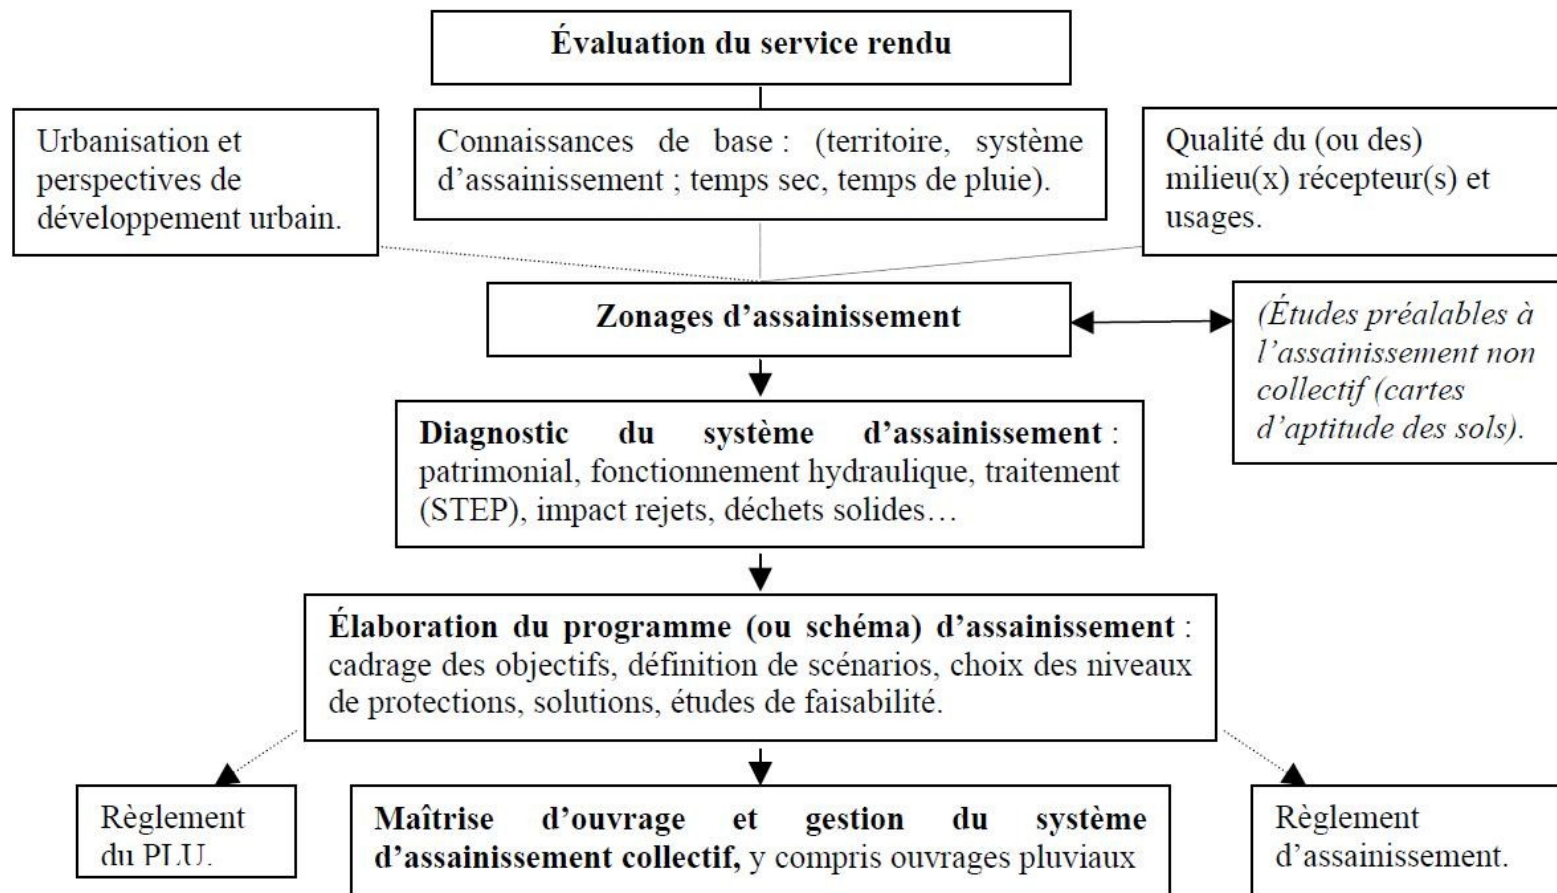 Évaluation du service rendu
Urbanisation et
perspectives de
développement urbain.
Connaissances de base : (territoire, système
d’assainissement ; temps sec, temps de pluie).
Qualité du (ou des)
milieu(x) récepteur(s) et
usages.
Zonages d’assainissement
(Études préalables à
l’assainissement non
collectif (cartes
d’aptitude des sols).
Diagnostic du système d’assainissement :
patrimonial, fonctionnement hydraulique, traitement
(STEP), impact rejets, déchets solides…
Élaboration du programme (ou schéma) d’assainissement :
cadrage des objectifs, définition de scénarios, choix des niveaux
de protections, solutions, études de faisabilité.
Règlement
du PLU.
Maîtrise d’ouvrage et gestion du système
d’assainissement collectif, y compris ouvrages pluviaux
Règlement
d’assainissement.